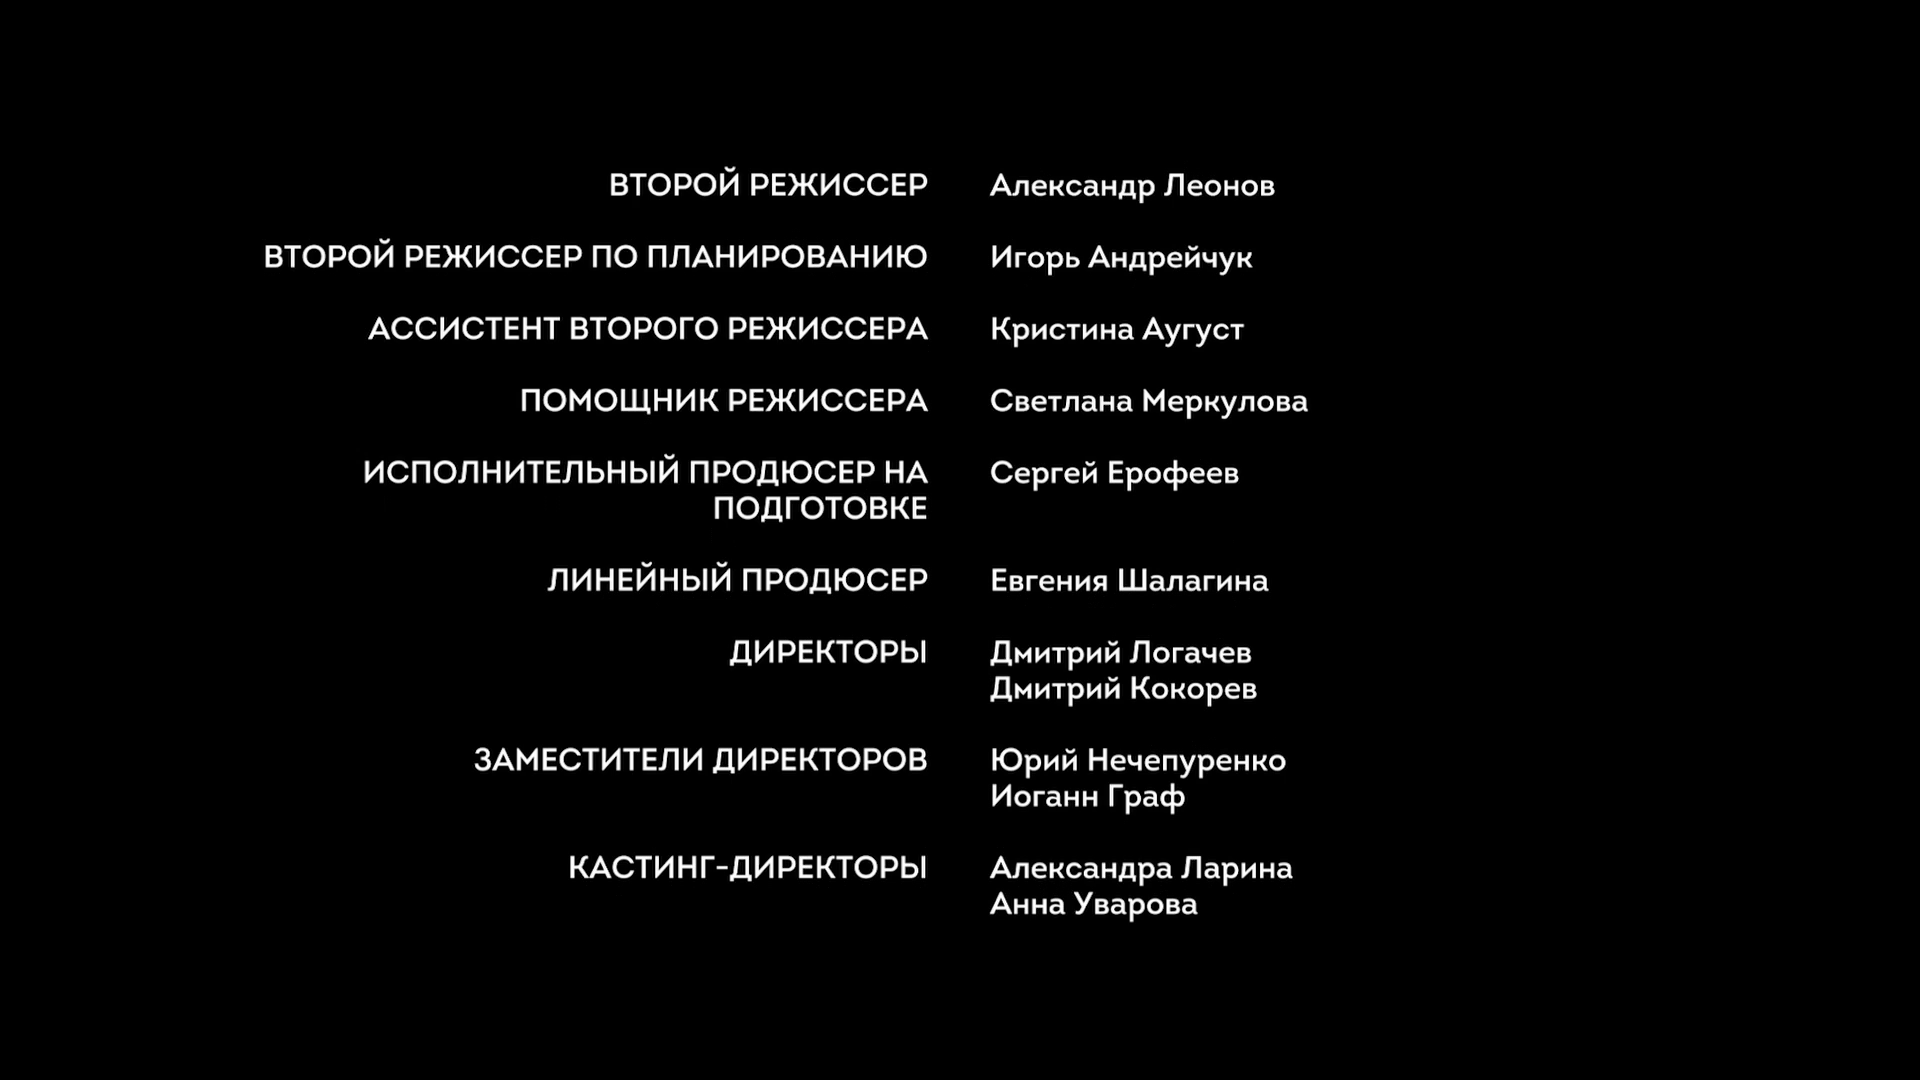 ВТОРОЙ РЕЖИССЕР Александр Леонов
ВТОРОЙ РЕЖИССЕР ПО ПЛАНИРОВАНИЮ Игорь Андрейчук
АССИСТЕНТ ВТОРОГО РЕЖИССЕРА Кристина Аугуст
ПОМОЩНИК РЕЖИССЕРА Светлана Меркулова
ИСПОЛНИТЕЛЬНЫЙ ПРОДЮСЕР НА Сергей Ерофеев
ПОДГОТОВКЕ
ЛИНЕЙНЫЙ ПРОДЮСЕР Евгения Шалагина
ДИРЕКТОРЫ Дмитрий Логачев
Дмитрий Кокорев
ЗАМЕСТИТЕЛИ ДИРЕКТОРОВ Юрий Нечепуренко
Иоганн Граф
КАСТИНГ-ДИРЕКТОРЫ Александра Ларина
Анна Уварова